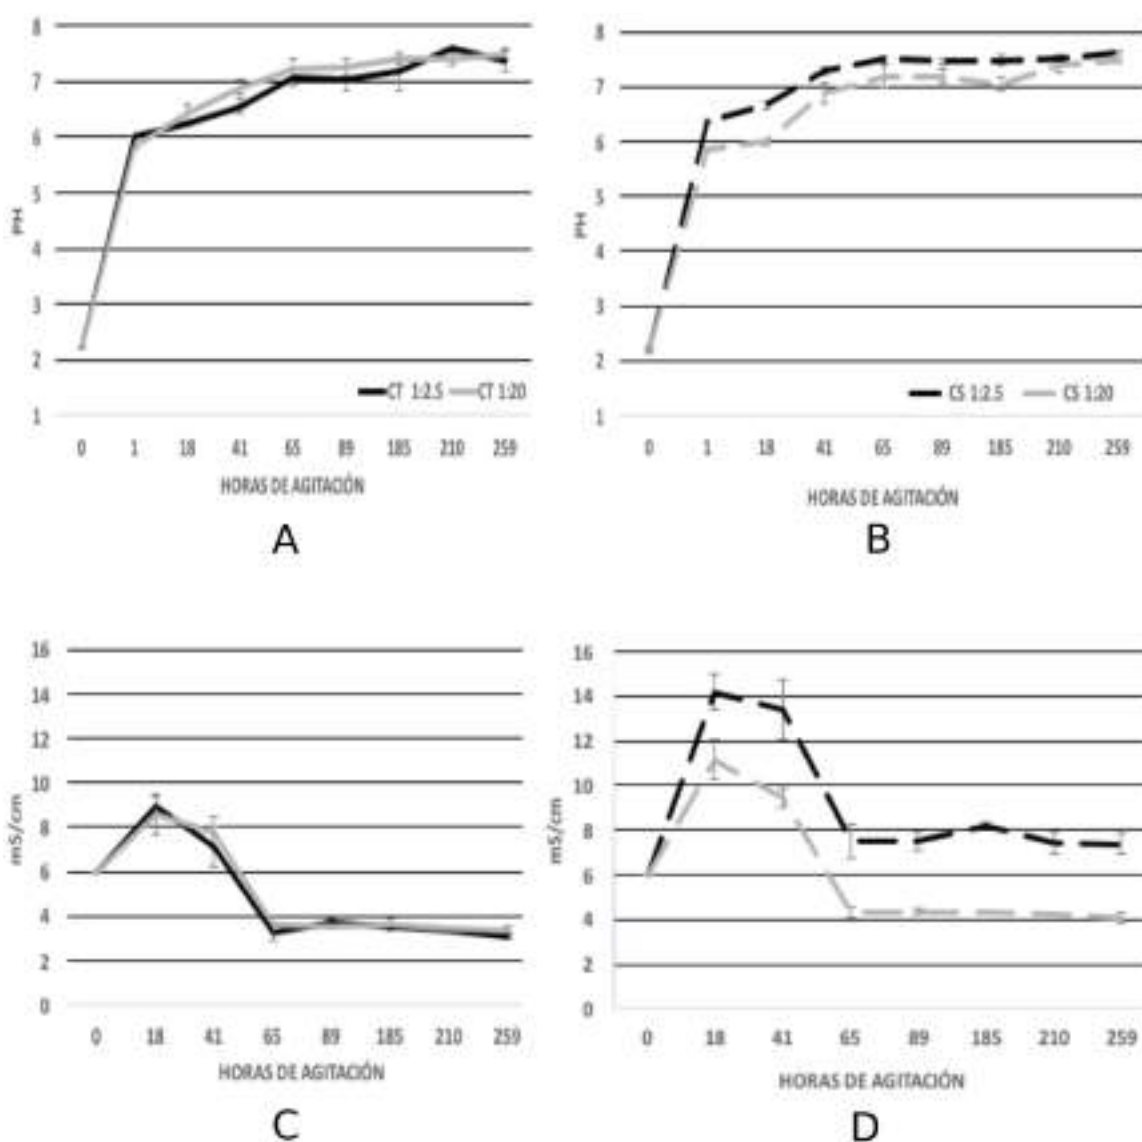 8
7
6
5
4
3
2
1
PH
CT 1:2.5 CT 1:20
0 1 18 41 65 89 185 210 259
HORAS DE AGITACIÓN
A
8
7
6
5
4
3
2
1
PH
CS 1:2.5 CS 1:20
0 1 18 41 65 89 185 210 259
HORAS DE AGITACIÓN
B
16
14
12
10
8
6
4
2
0
mS/cm
0 18 41 65 89 185 210 259
HORAS DE AGITACIÓN
C
16
14
12
10
8
6
4
2
0
mS/cm
0 18 41 65 89 185 210 259
HORAS DE AGITACIÓN
D